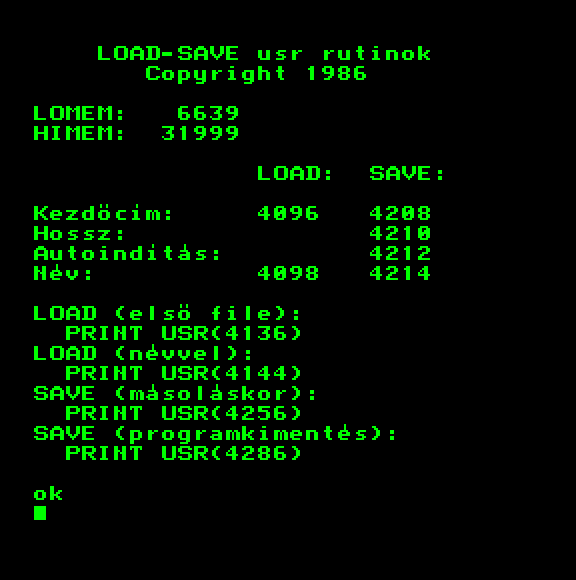 LOAD-SAVE usr rutinok
Copyright 1986
LOMEM: 6639
HIMEM: 31999
LOAD: SAVE:
Kezdöcim: 4096 4208
Hossz: 4210
Autoinditás: 4212
Név: 4098 4214
LOAD (elsö file):
PRINT USR(4136)
LOAD (névvel):
PRINT USR(4144)
SAVE (másoláskor):
PRINT USR(4256)
SAVE (programkimentés):
PRINT USR(4286)
ok